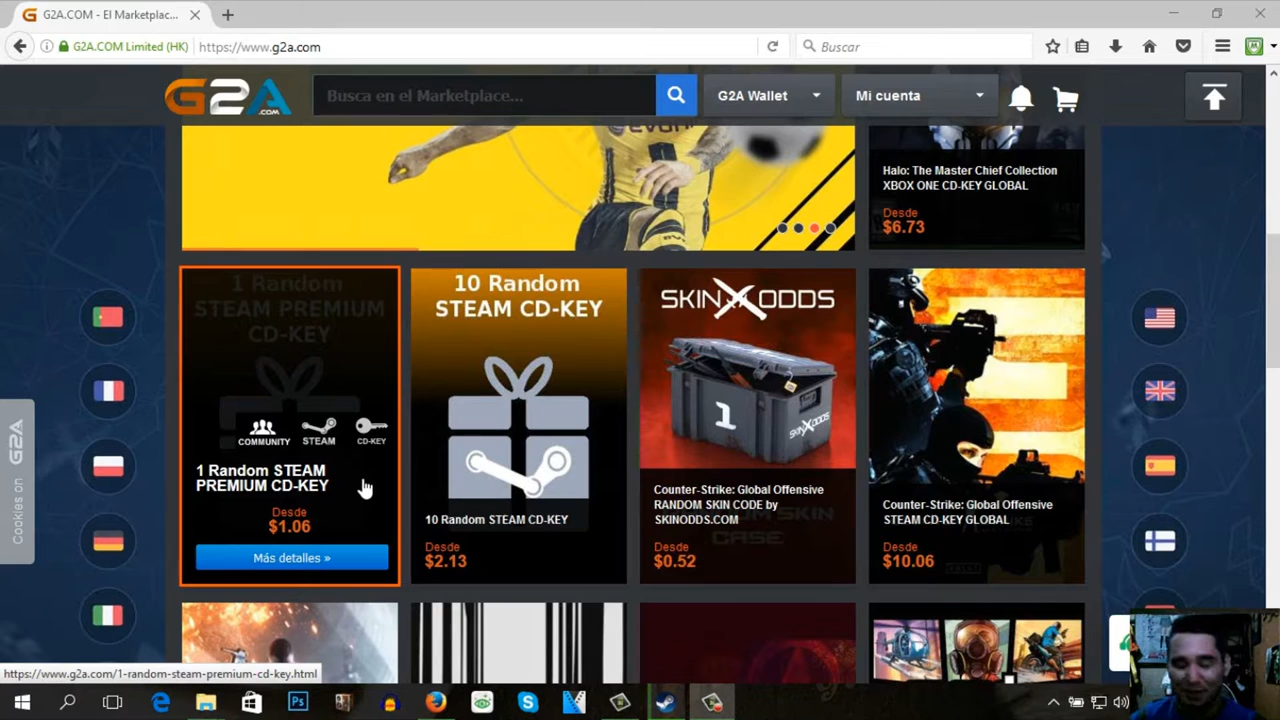 G2A.COM - El Marketplac...
G2A.COM Limited (HK)
https://www.g2a.com
Buscar
G2A.COM
Busca en el Marketplace...
G2A Wallet
Mi cuenta
Halo: The Master Chief Collection
XBOX ONE CD-KEY GLOBAL
Desde
$6.73
1 Random
STEAM PREMIUM
CD-KEY
COMMUNITY
STEAM
CD-KEY
1 Random STEAM
PREMIUM CD-KEY
Desde
$1.06
Más detalles »
10 Random
STEAM CD-KEY
10 Random STEAM CD-KEY
Desde
$2.13
SKINXODDS
1
SKINXODDS
Counter-Strike: Global Offensive
RANDOM SKIN CODE by
SKINODDS.COM
Desde
$0.52
Counter-Strike: Global Offensive
STEAM CD-KEY GLOBAL
Desde
$10.06
Cookies on G2A
https://www.g2a.com/1-random-steam-premium-cd-key.html
Ps